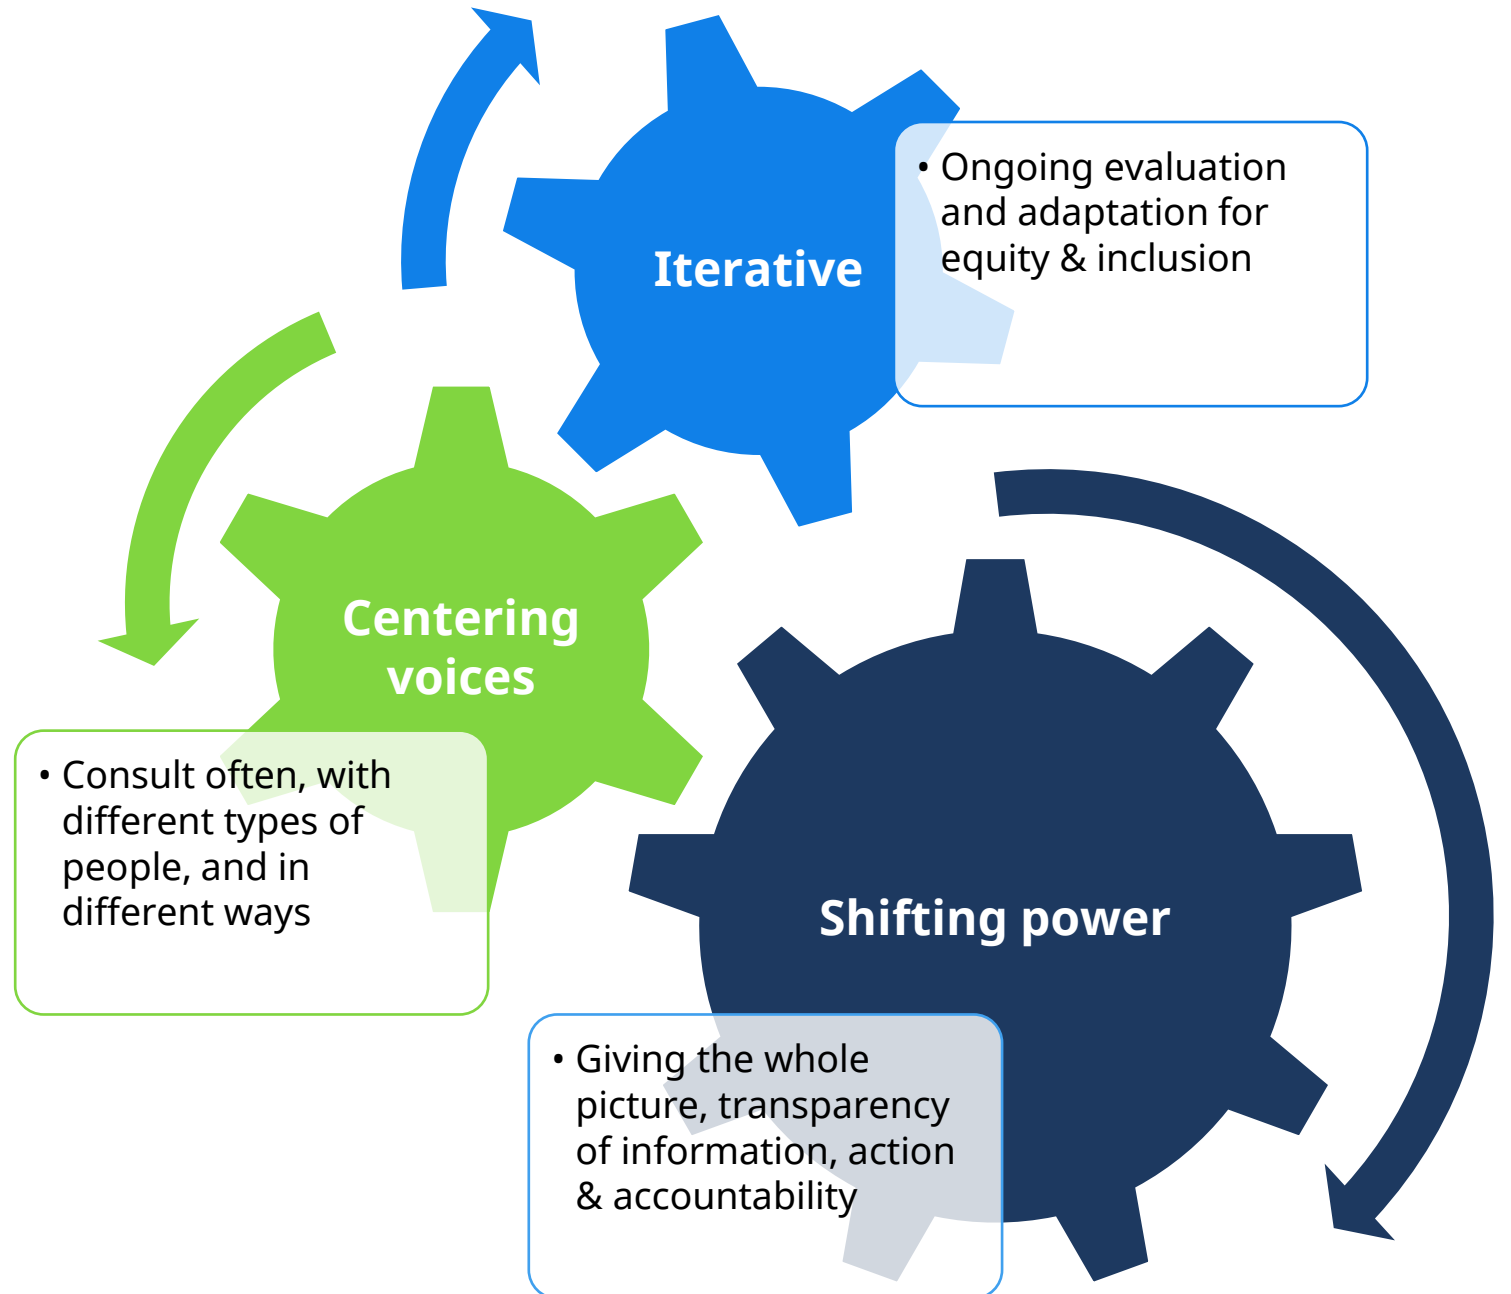 Iterative
• Ongoing evaluation
and adaptation for
equity & inclusion
Centering
voices
• Consult often, with
different types of
people, and in
different ways
Shifting power
• Giving the whole
picture, transparency
of information, action
& accountability